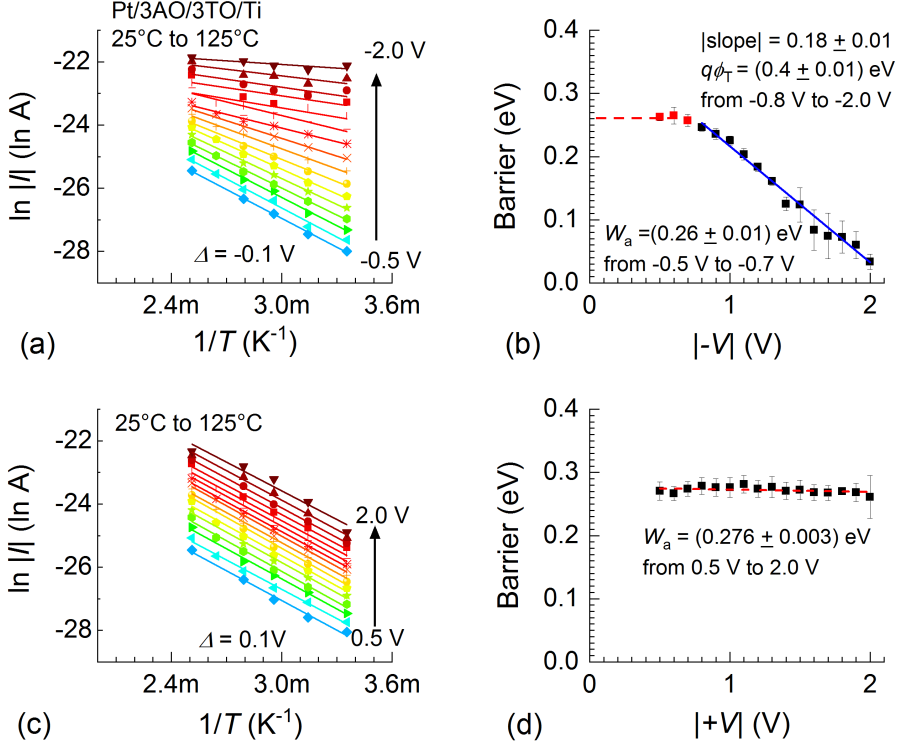 Pt/3AO/3TO/Ti
25°C to 125°C
-2.0 V
-22
-24
-26
-28
ln |I| (ln A)
Δ = -0.1 V
-0.5 V
2.4m 3.0m 3.6m
1/T (K⁻¹)
(a)
|slope| = 0.18 ± 0.01
qϕ_T = (0.4 ± 0.01) eV
from -0.8 V to -2.0 V
0.4
0.3
0.2
0.1
0.0
Barrier (eV)
W_a =(0.26 ± 0.01) eV
from -0.5 V to -0.7 V
0 1 2
|-V| (V)
(b)
25°C to 125°C
-22
-24
-26
-28
ln |I| (ln A)
2.0 V
Δ = 0.1V
0.5 V
2.4m 3.0m 3.6m
1/T (K⁻¹)
(c)
0.4
0.3
0.2
0.1
0.0
Barrier (eV)
W_a = (0.276 ± 0.003) eV
from 0.5 V to 2.0 V
0 1 2
|+V| (V)
(d)